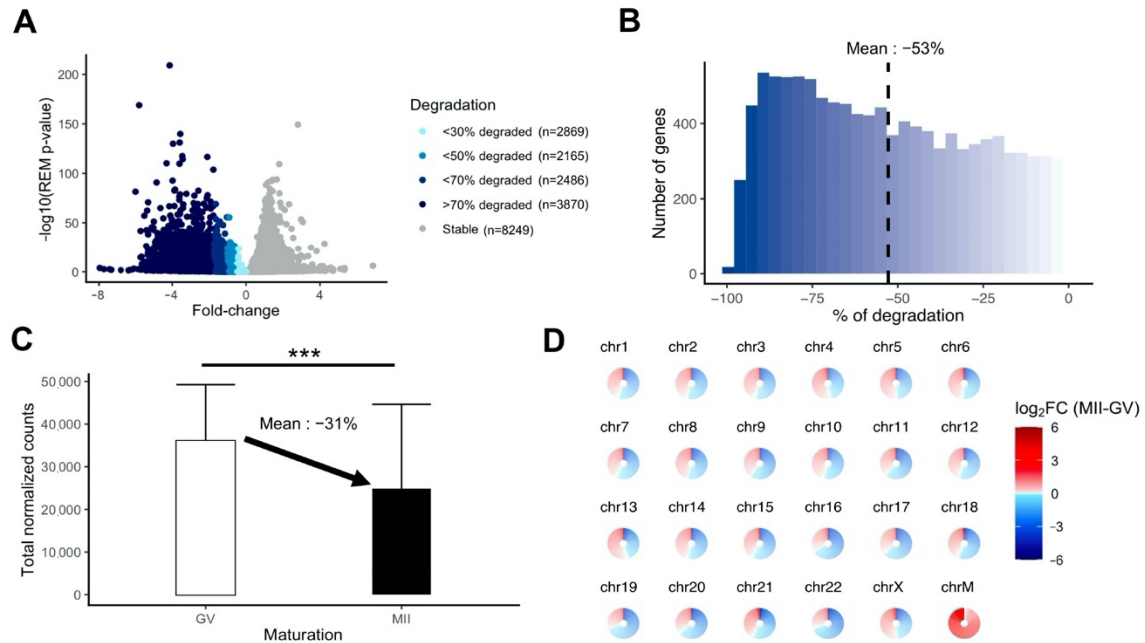 A
-log10(REM p-value)
200
150
100
50
0
-8
-4
0
4
Fold-change
Degradation
<30% degraded (n=2869)
<50% degraded (n=2165)
<70% degraded (n=2486)
>70% degraded (n=3870)
Stable (n=8249)
B
Mean : −53%
Number of genes
400
200
0
−100
−75
−50
−25
0
% of degradation
C
***
Total normalized counts
50,000
40,000
30,000
20,000
10,000
0
Mean : −31%
GV
MII
Maturation
D
chr1 chr2 chr3 chr4 chr5 chr6
chr7 chr8 chr9 chr10 chr11 chr12
chr13 chr14 chr15 chr16 chr17 chr18
chr19 chr20 chr21 chr22 chrX chrM
log₂FC (MII-GV)
6
3
0
−3
−6